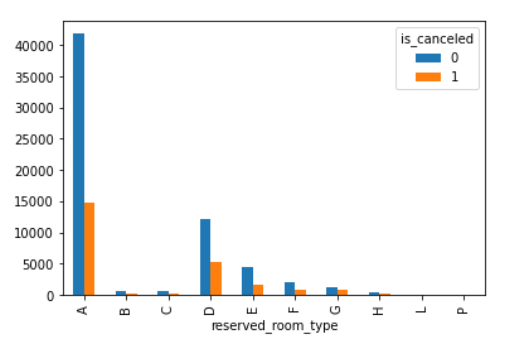 is_canceled
0
1
40000
35000
30000
25000
20000
15000
10000
5000
0
A
B
C
D
E
F
G
H
L
P
reserved_room_type